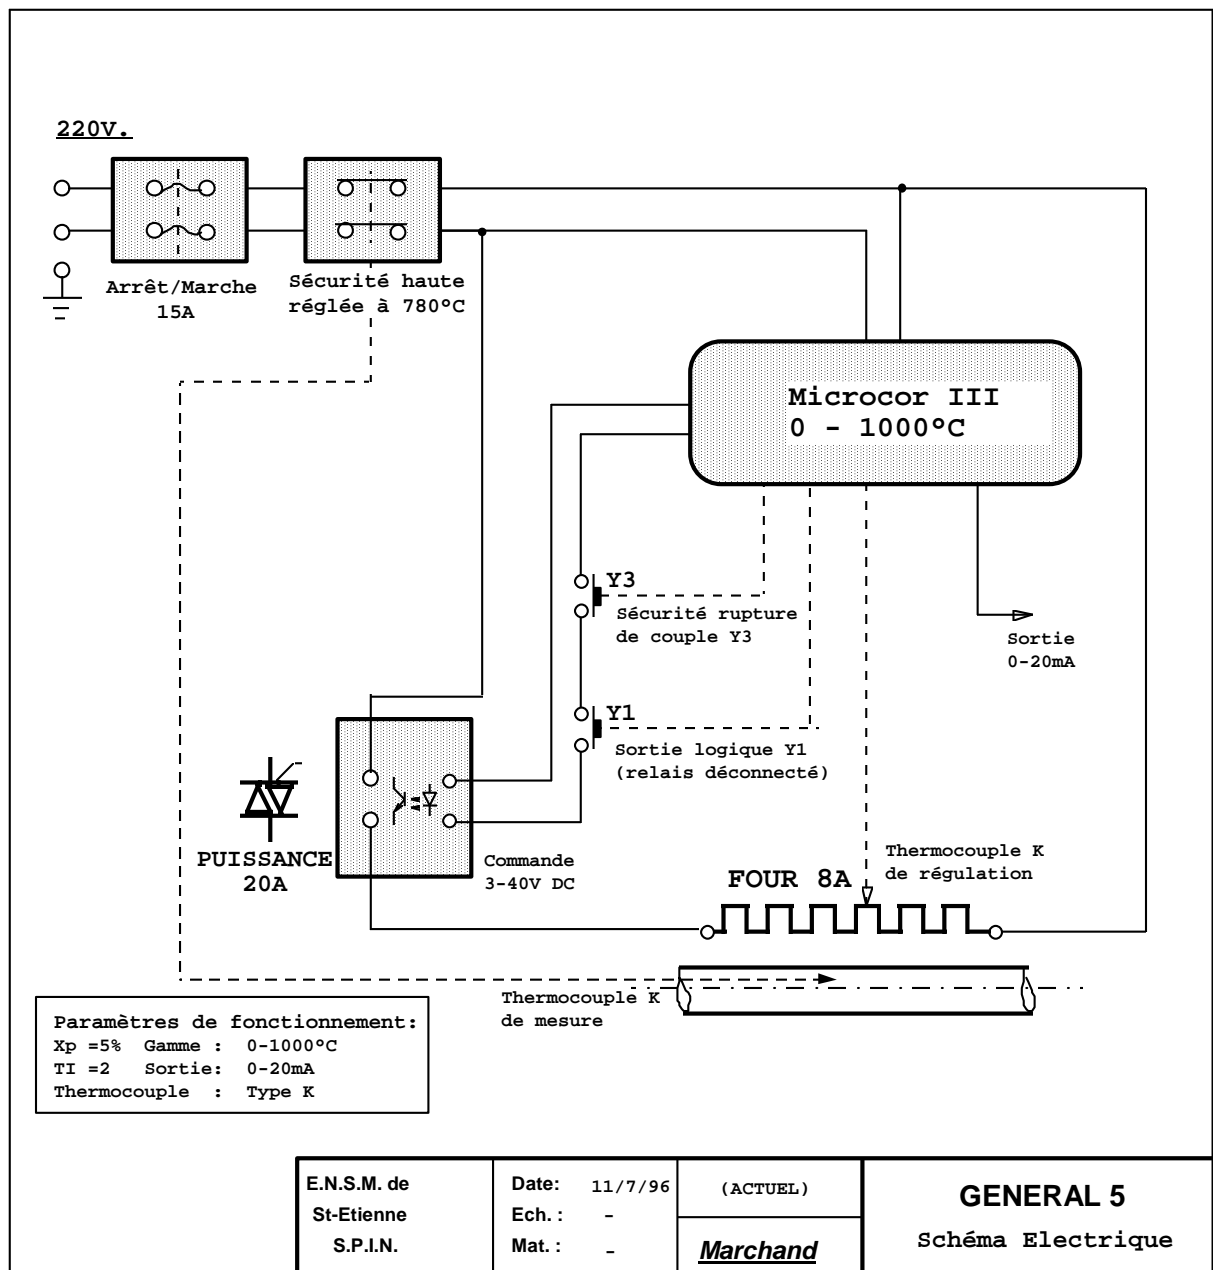 220V.
Arrêt/Marche
15A
Sécurité haute
réglée à 780°C
Microcor III
0 - 1000°C
Y3
Sécurité rupture
de couple Y3
Sortie
0-20mA
Y1
Sortie logique Y1
(relais déconnecté)
PUISSANCE
20A
Commande
3-40V DC
FOUR 8A
Thermocouple K
de régulation
Thermocouple K
de mesure
Paramètres de fonctionnement:
Xp =5% Gamme : 0-1000°C
TI =2 Sortie: 0-20mA
Thermocouple : Type K
E.N.S.M. de
St-Etienne
S.P.I.N.
Date: 11/7/96
Ech. : -
Mat. : -
(ACTUEL)
Marchand
GENERAL 5
Schéma Electrique